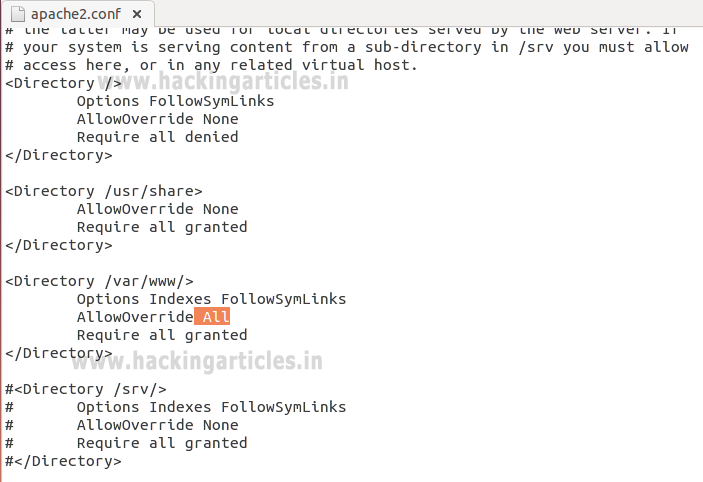 apache2.conf ×
# the latter may be used for local directories served by the web server. If
# your system is serving content from a sub-directory in /srv you must allow
# access here, or in any related virtual host.
www.hackingarticles.in
<Directory />
        Options FollowSymLinks
        AllowOverride None
        Require all denied
</Directory>

<Directory /usr/share>
        AllowOverride None
        Require all granted
</Directory>

<Directory /var/www/>
        Options Indexes FollowSymLinks
        AllowOverride All
        Require all granted
</Directory>
www.hackingarticles.in

#<Directory /srv/>
#       Options Indexes FollowSymLinks
#       AllowOverride None
#       Require all granted
#</Directory>